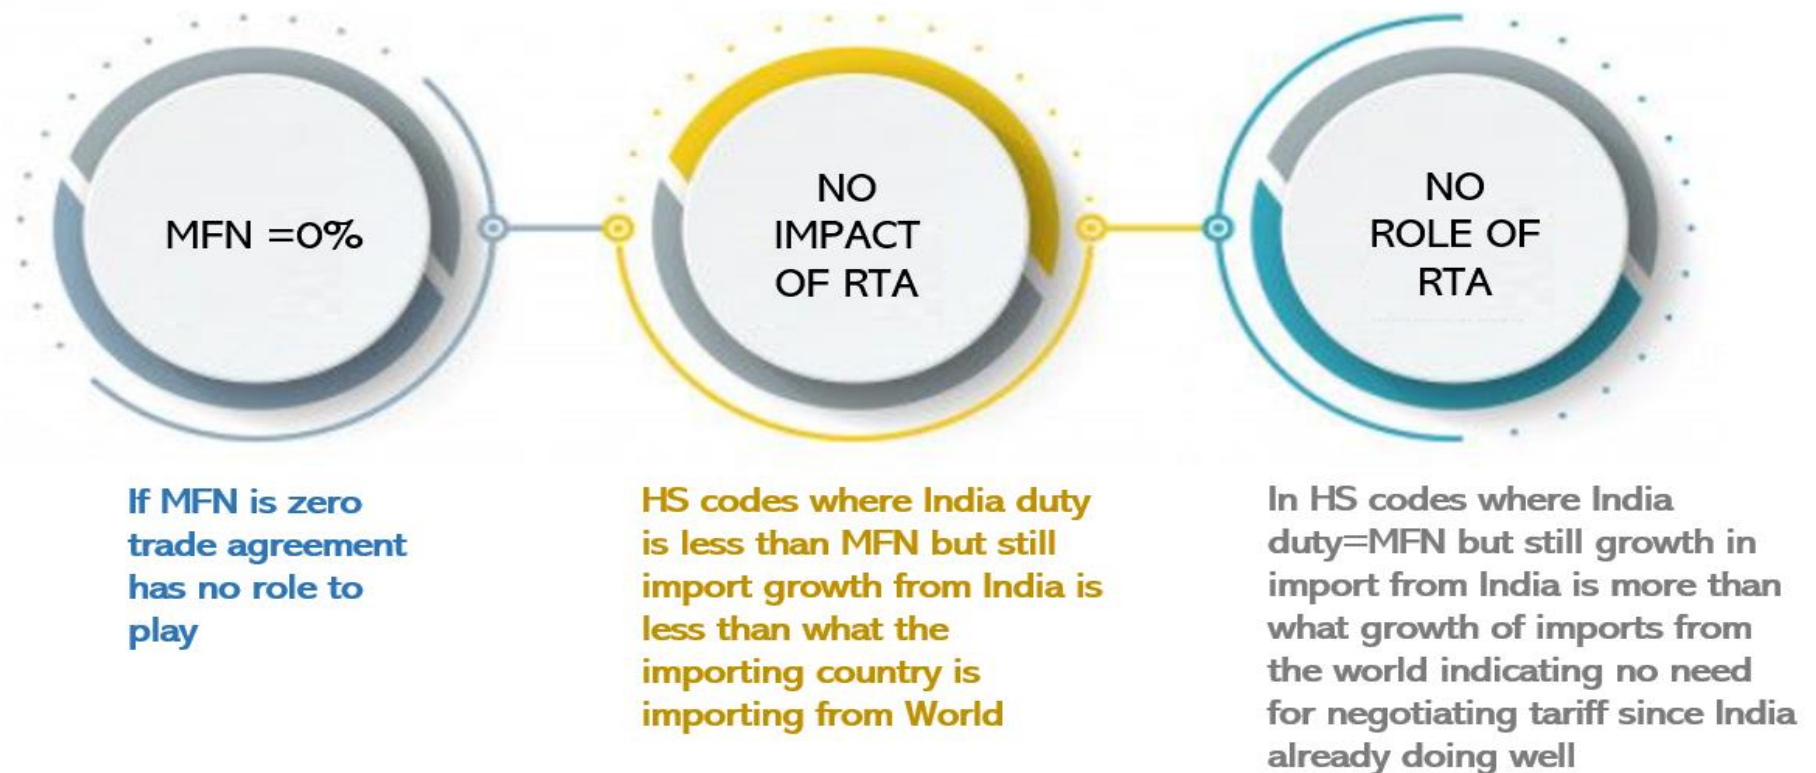 MFN =0%
NO
IMPACT
OF RTA
NO
ROLE OF
RTA
If MFN is zero
trade agreement
has no role to
play
HS codes where India duty
is less than MFN but still
import growth from India is
less than what the
importing country is
importing from World
In HS codes where India
duty=MFN but still growth in
import from India is more than
what growth of imports from
the world indicating no need
for negotiating tariff since India
already doing well